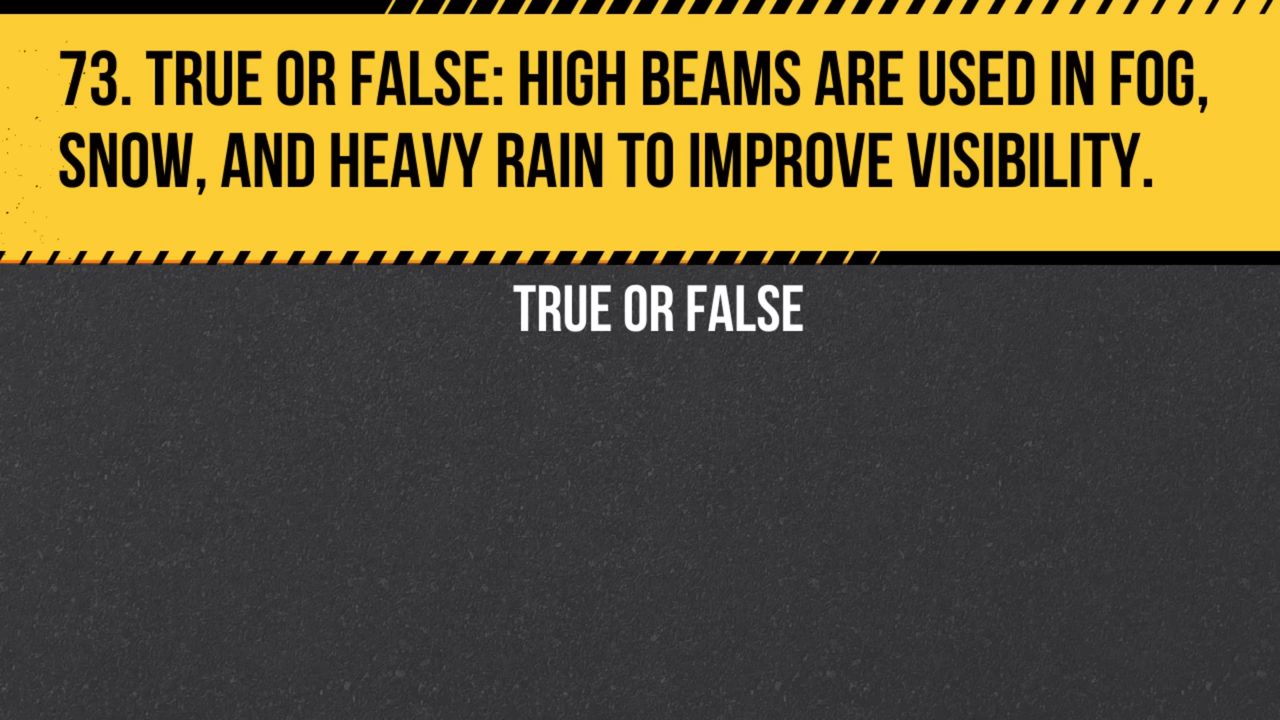 73. TRUE OR FALSE: HIGH BEAMS ARE USED IN FOG,
SNOW, AND HEAVY RAIN TO IMPROVE VISIBILITY.
TRUE OR FALSE